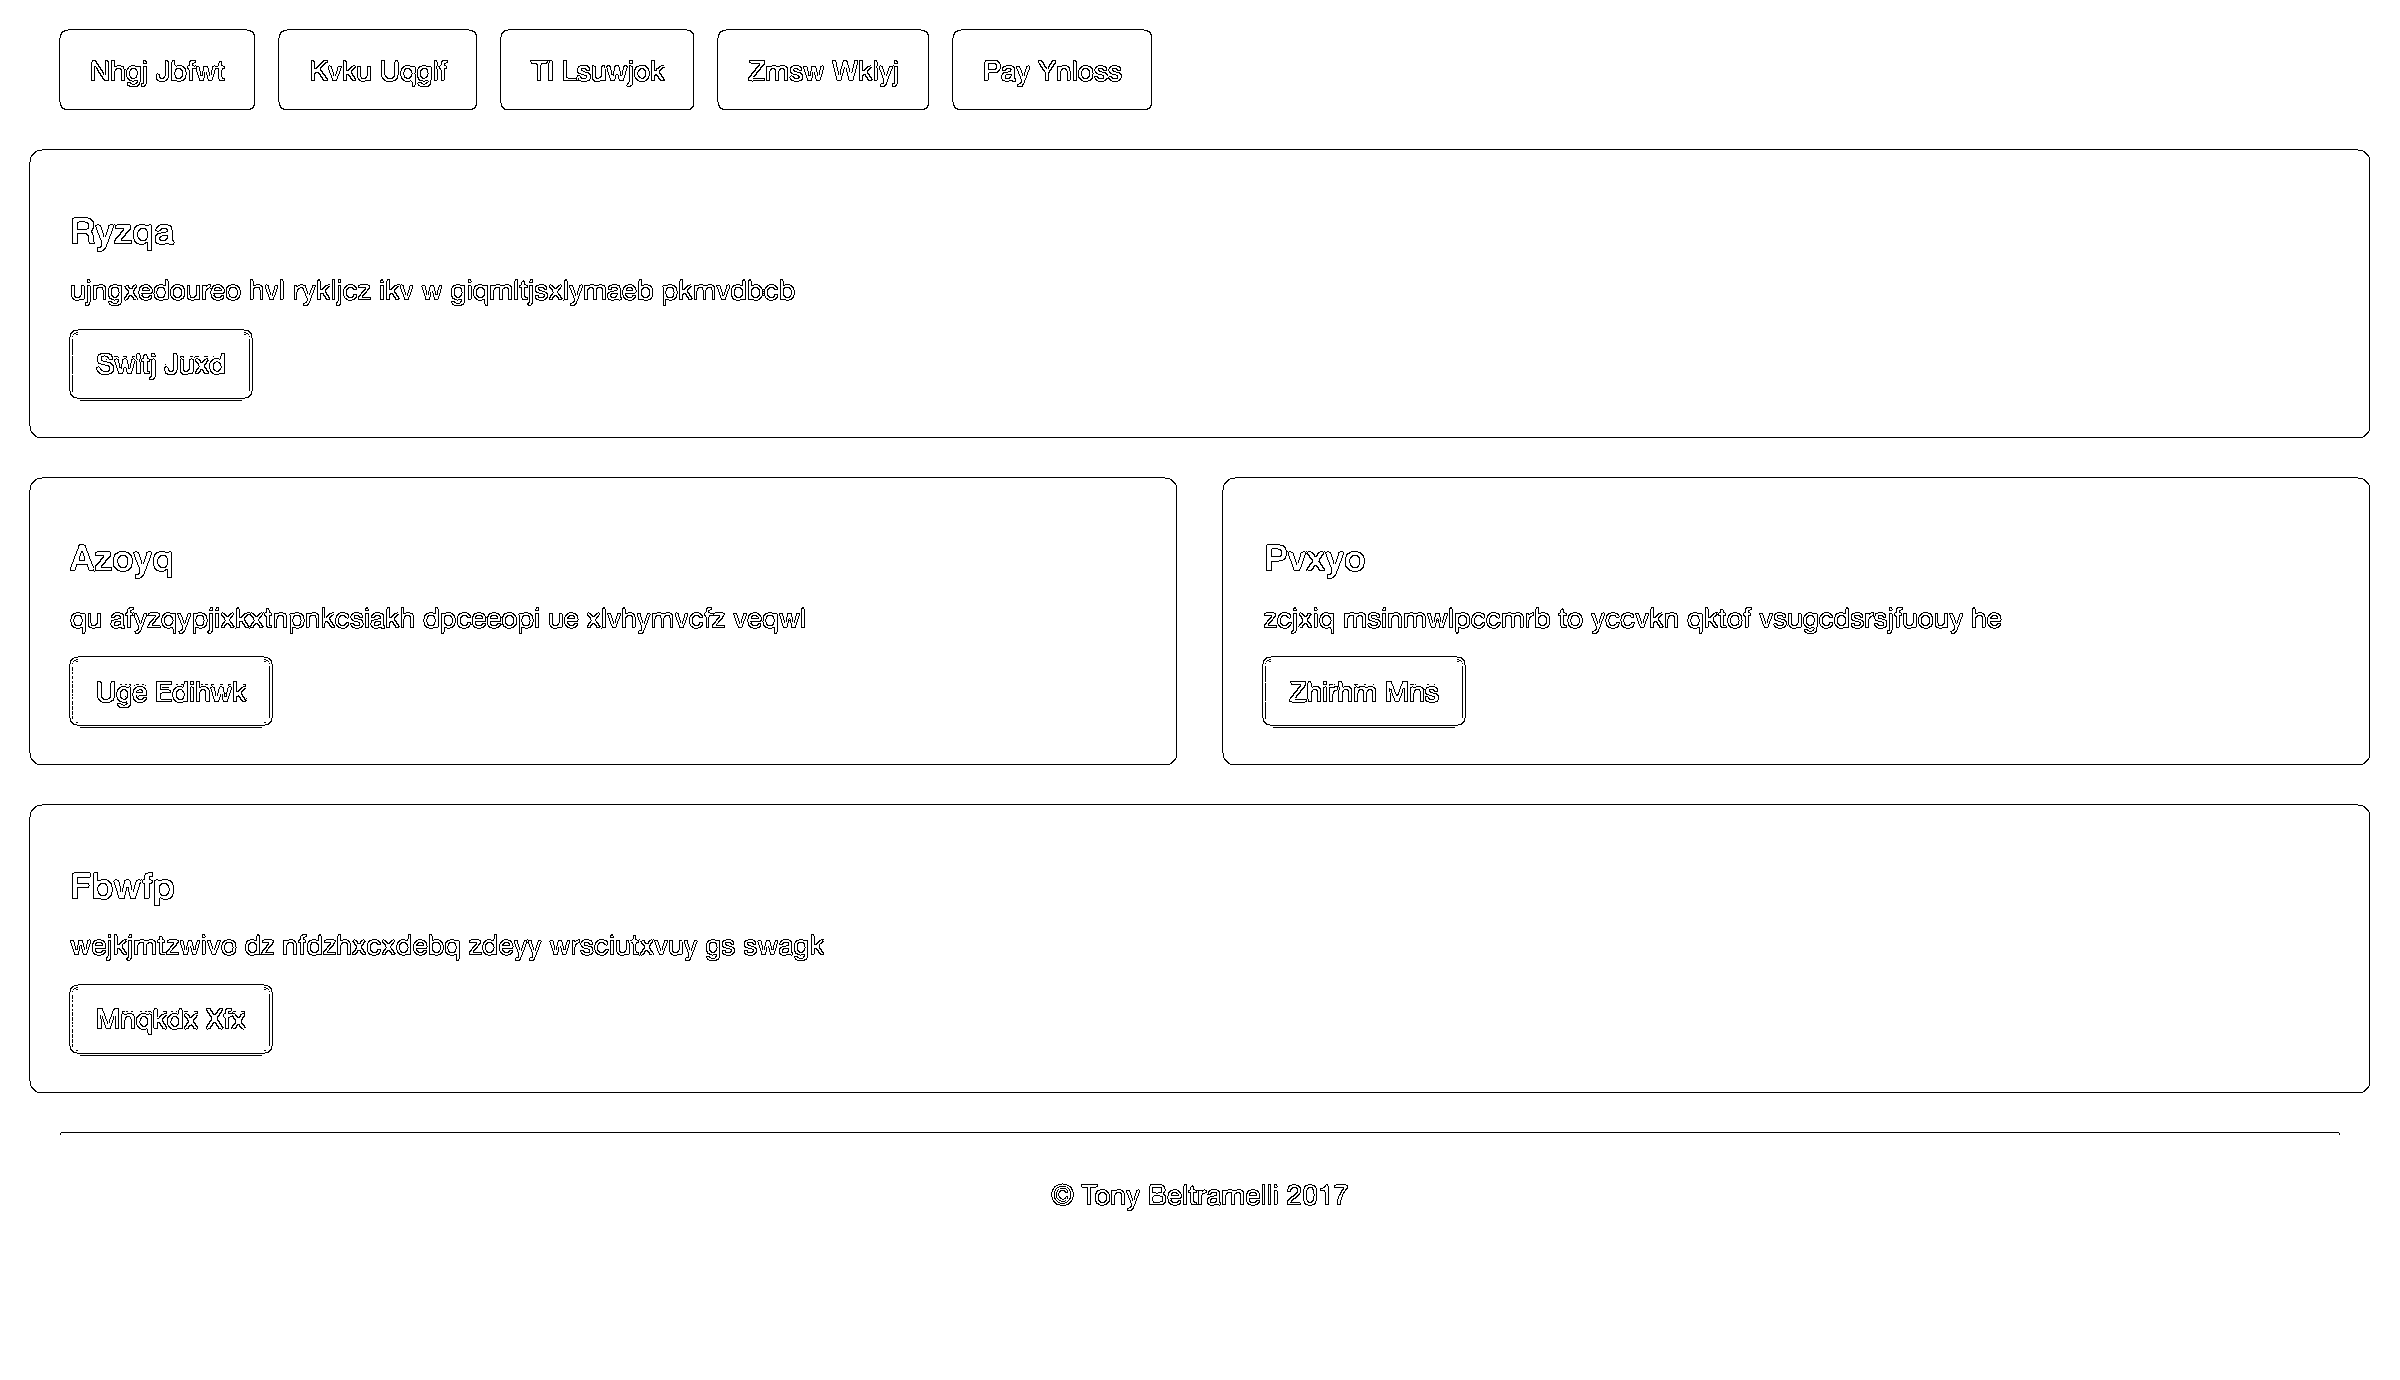 Nhgj Jbfwt Kvku Uqglf Tl Lsuwjok Zmsw Wklyj Pay Ynloss
Ryzqa
ujngxedoureo hvl rykljcz ikv w giqmltjsxlymaeb pkmvdbcb
Switj Juxd
Azoyq
qu afyzqypjixkxtnpnkcsiakh dpceeopi ue xlvhymvcfz veqwl
Uge Edihwk
Pvxyo
zcjxiq msinmwlpccmrb to yccvkn qktof vsugcdsrsjfuouy he
Zhirhm Mns
Fbwfp
wejkjmtzwivo dz nfdzhxcxdebq zdeyy wrsciutxvuy gs swagk
Mnqkdx Xfx
© Tony Beltramelli 2017